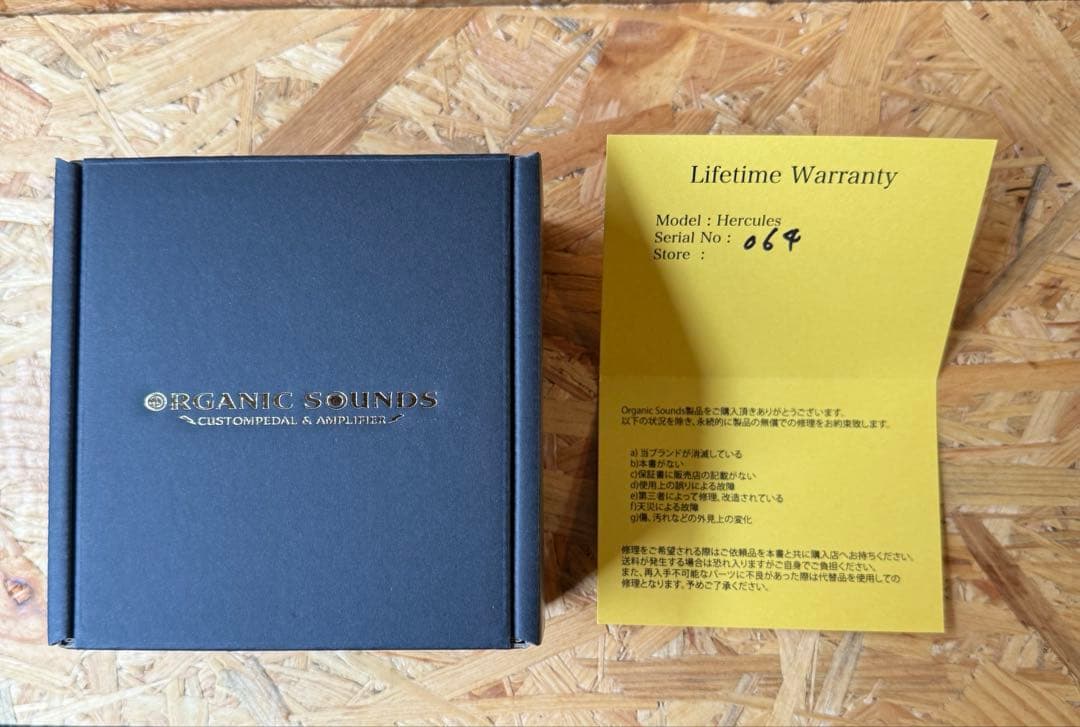 ORGANIC SOUNDS
CUSTOMPEDAL & AMPLIFIER
Lifetime Warranty
Model : Hercules
Serial No : 064
Store :
Organic Sounds製品をご購入頂きありがとうございます。
以下の状況を除き、永続的に製品の無償での修理をお約束致します。
a) 当ブランドが消滅している
b)本書がない
c)保証書に販売店の記載がない
d)使用上の誤りによる故障
e)第三者によって修理、改造されている
f)天災による故障
g)傷、汚れなどの外見上の変化
修理をご希望される際はご依頼品を本書と共に購入店へお持ちください。
送料が発生する場合は恐れ入りますがご自身でご負担ください。
また、再入手不可能なパーツに不良があった際は代替品を使用しての
修理となります。予めご了承ください。